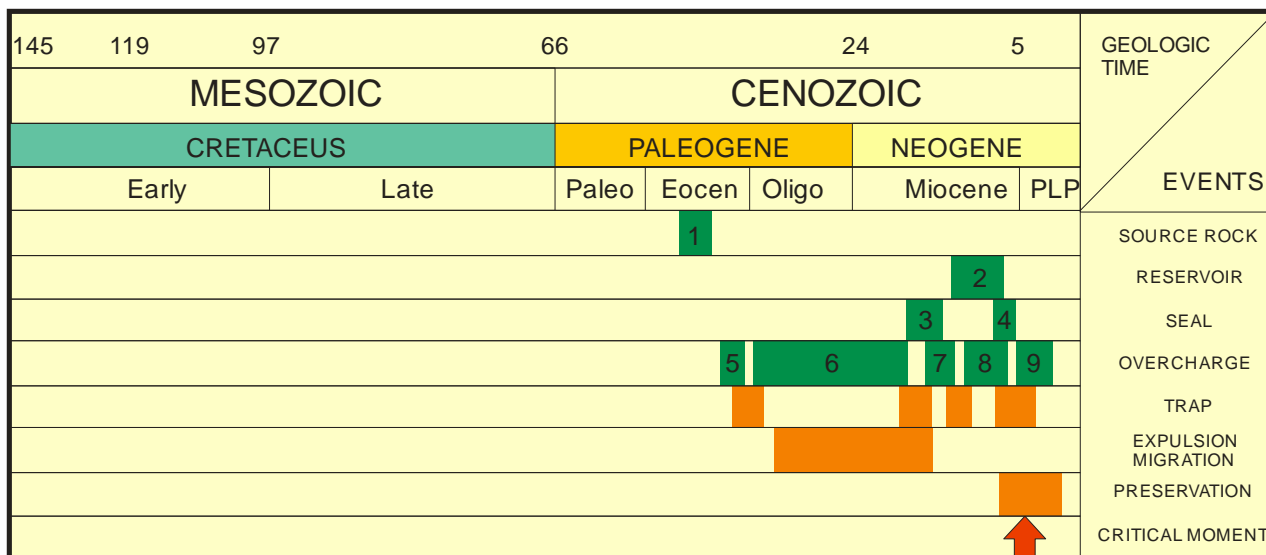 145 119 97 66 24 5 GEOLOGIC
TIME
MESOZOIC CENOZOIC
CRETACEUS PALEOGENE NEOGENE
Early Late Paleo Eocen Oligo Miocene PLP EVENTS
1 SOURCE ROCK
2 RESERVOIR
3 4 SEAL
5 6 7 8 9 OVERCHARGE
TRAP
EXPULSION
MIGRATION
PRESERVATION
CRITICAL MOMENT